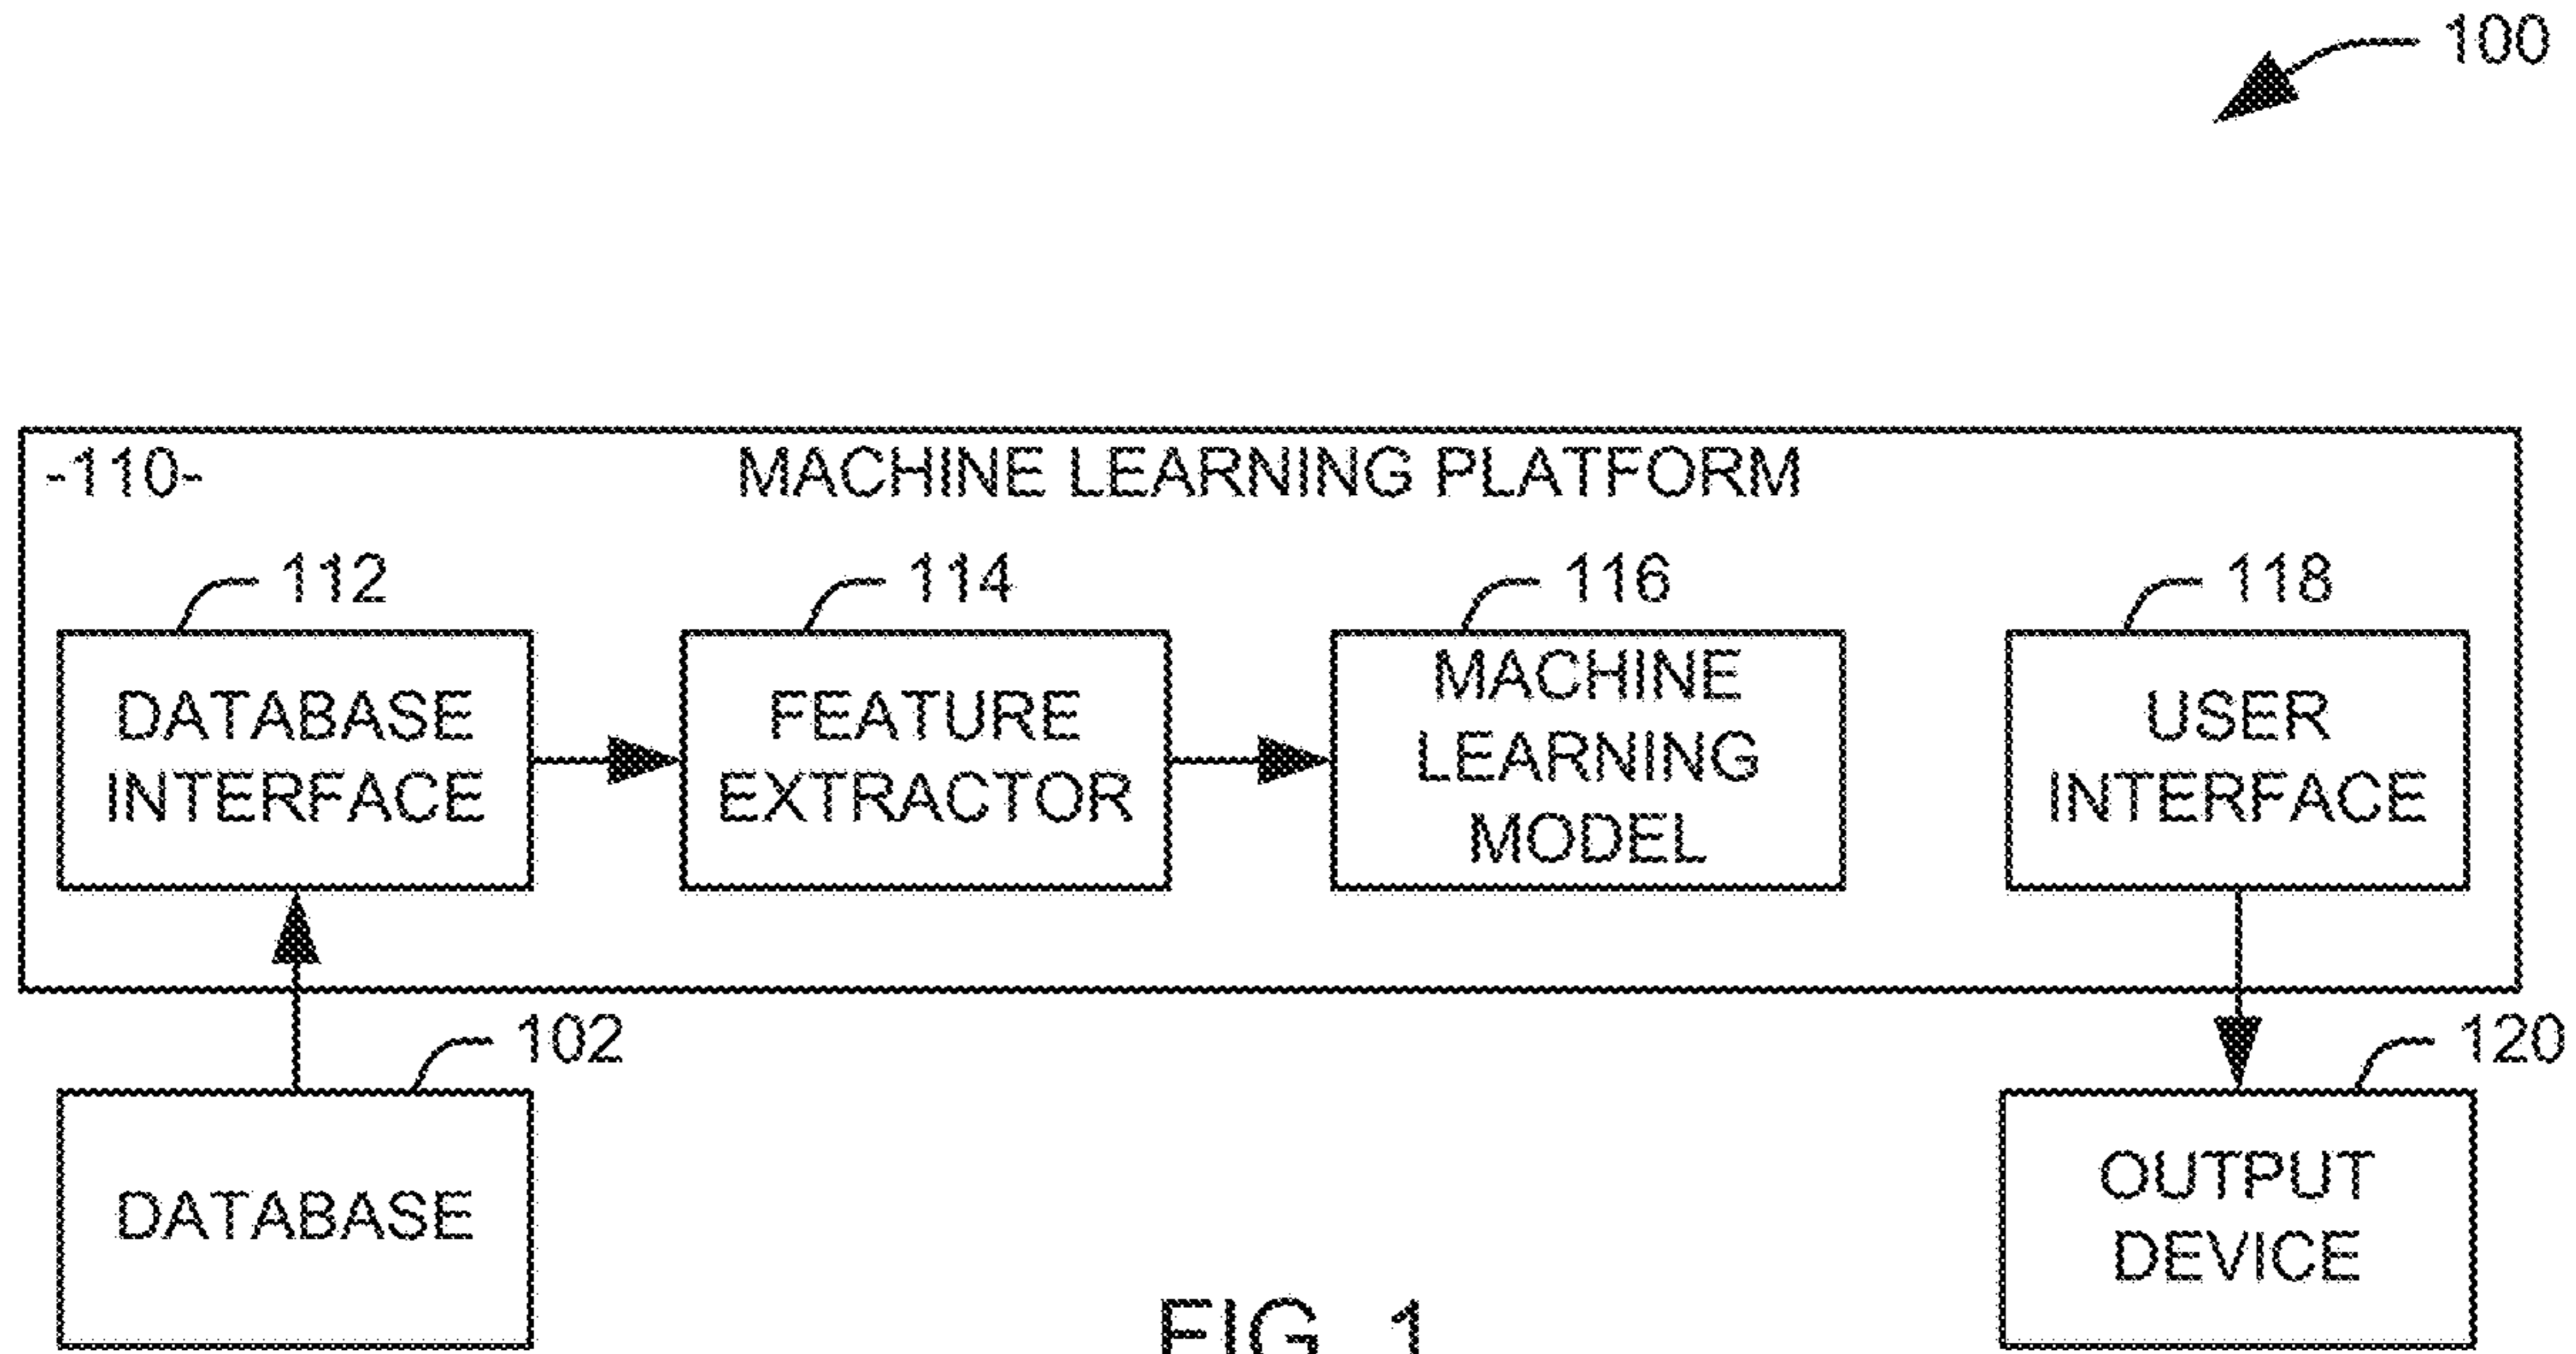 100
-110-
MACHINE LEARNING PLATFORM
112
114
116
118
DATABASE
INTERFACE
FEATURE
EXTRACTOR
MACHINE
LEARNING
MODEL
USER
INTERFACE
102
120
DATABASE
OUTPUT
DEVICE
FIG. 1